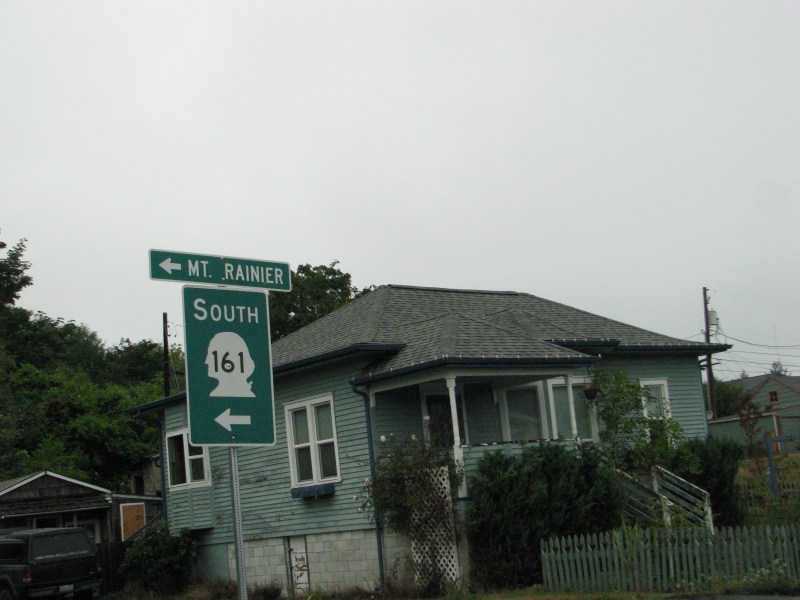 MT. RAINIER
SOUTH
161